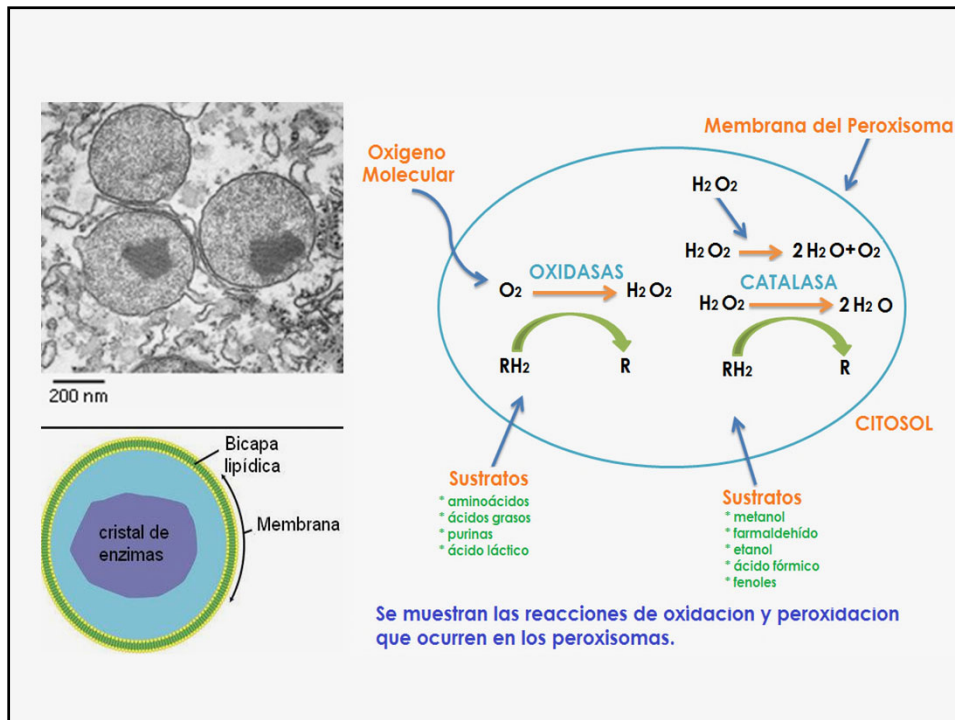 200 nm
Bicapa
lipídica
Membrana
cristal de
enzimas
Membrana del Peroxisoma
Oxigeno
Molecular
H2 O2
H2 O2 2 H2 O+O2
OXIDASAS
CATALASA
O2 H2 O2
H2 O2 2 H2 O
RH2 R
RH2 R
CITOSOL
Sustratos
* aminoácidos
* ácidos grasos
* purinas
* ácido láctico
Sustratos
* metanol
* farmaldehído
* etanol
* ácido fórmico
* fenoles
Se muestran las reacciones de oxidacion y peroxidacion
que ocurren en los peroxisomas.